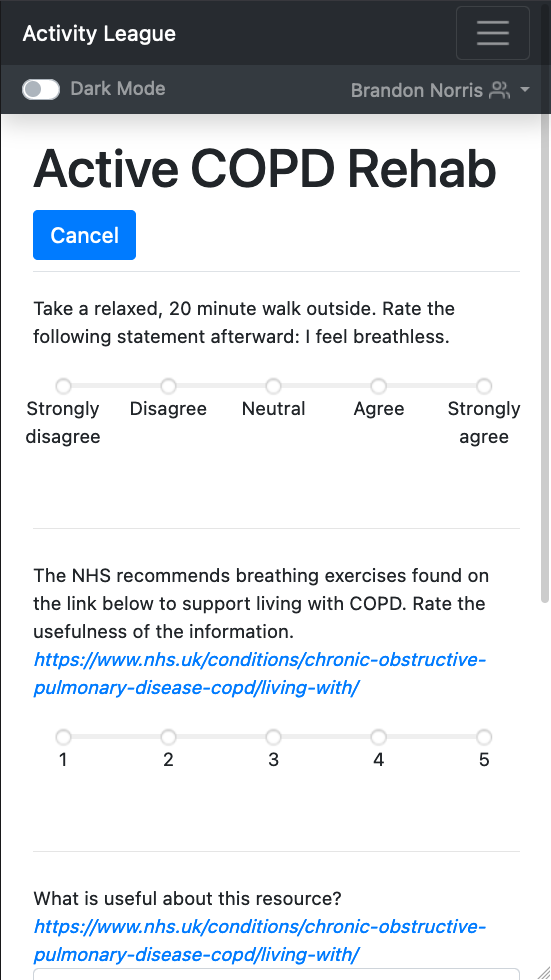 Activity League
Dark Mode
Brandon Norris
Active COPD Rehab
Cancel
Take a relaxed, 20 minute walk outside. Rate the
following statement afterward: I feel breathless.
Strongly disagree
Disagree
Neutral
Agree
Strongly agree
The NHS recommends breathing exercises found on
the link below to support living with COPD. Rate the
usefulness of the information.
https://www.nhs.uk/conditions/chronic-obstructive-
pulmonary-disease-copd/living-with/
1 2 3 4 5
What is useful about this resource?
https://www.nhs.uk/conditions/chronic-obstructive-
pulmonary-disease-copd/living-with/